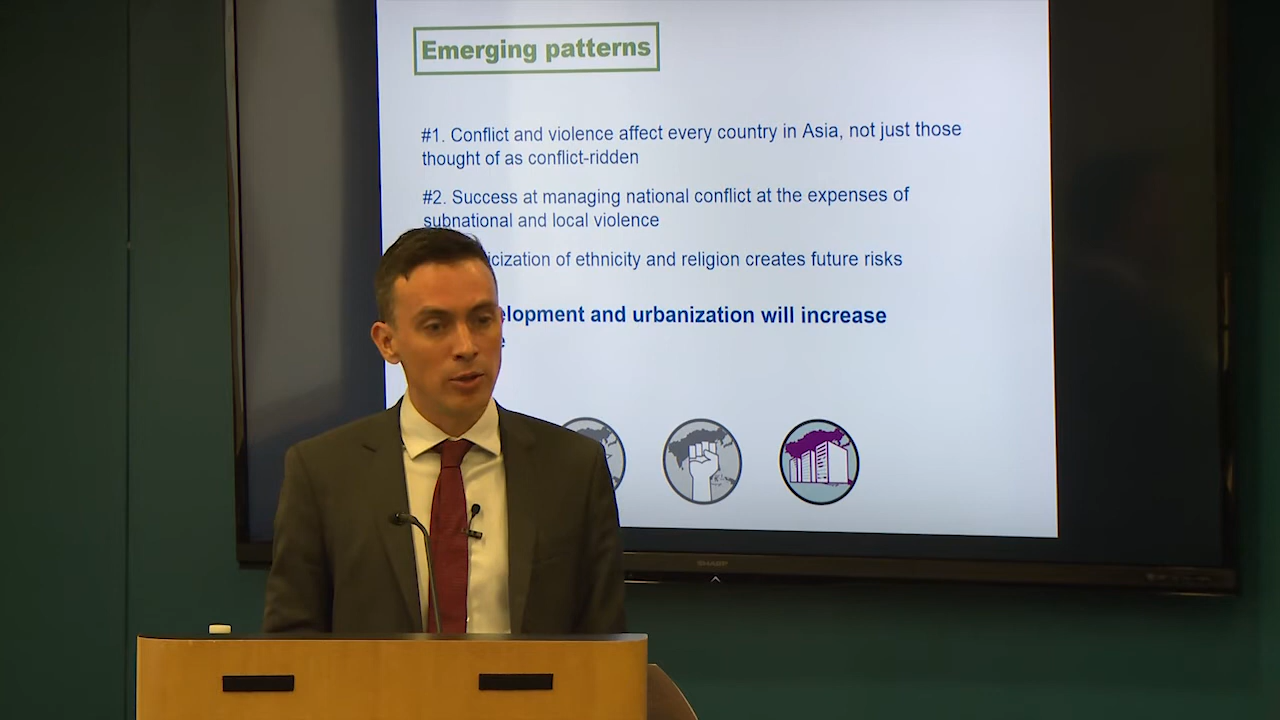 Emerging patterns
#1. Conflict and violence affect every country in Asia, not just those
thought of as conflict-ridden
#2. Success at managing national conflict at the expenses of
subnational and local violence
of ethnicity and religion creates future risks
and urbanization will increase
SHARP